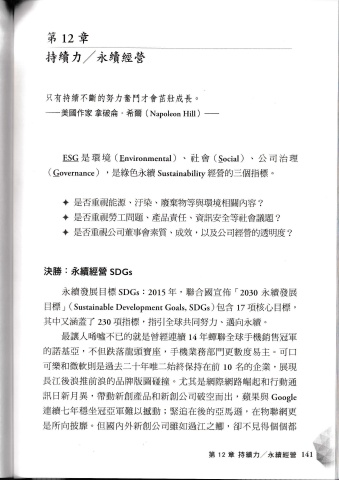 第 12 章
持續力／永續經營
只有持續不斷的努力奮鬥才會茁壯成長。
——美國作家 拿破崙．希爾（Napoleon Hill）——
ESG 是環境（Environmental）、社會（Social）、公司治理
（Governance），是綠色永續 Sustainability 經營的三個指標。
✦ 是否重視能源、汙染、廢棄物等與環境相關內容？
✦ 是否重視勞工問題、產品責任、資訊安全等社會議題？
✦ 是否重視公司董事會素質、成效，以及公司經營的透明度？
決勝：永續經營 SDGs
永續發展目標 SDGs：2015 年，聯合國宣佈「2030 永續發展
目標」（Sustainable Development Goals, SDGs）包含 17 項核心目標，
其中又涵蓋了 230 項指標，指引全球共同努力、邁向永續。
最讓人唏噓不已的就是曾經連續 14 年蟬聯全球手機銷售冠軍
的諾基亞，不但跌落龍頭寶座，手機業務部門更數度易主。可口
可樂和微軟則是過去二十年唯二始終保持在前 10 名的企業，展現
長江後浪推前浪的品牌版圖碰撞。尤其是網際網路崛起和行動通
訊日新月異，帶動新創產品和新創公司破空而出，蘋果與 Google
連續七年穩坐冠亞軍難以撼動；緊追在後的亞馬遜，在物聯網更
是所向披靡。但國內外新創公司雖如過江之鯽，卻不見得個個都
第 12 章 持續力／永續經營 141